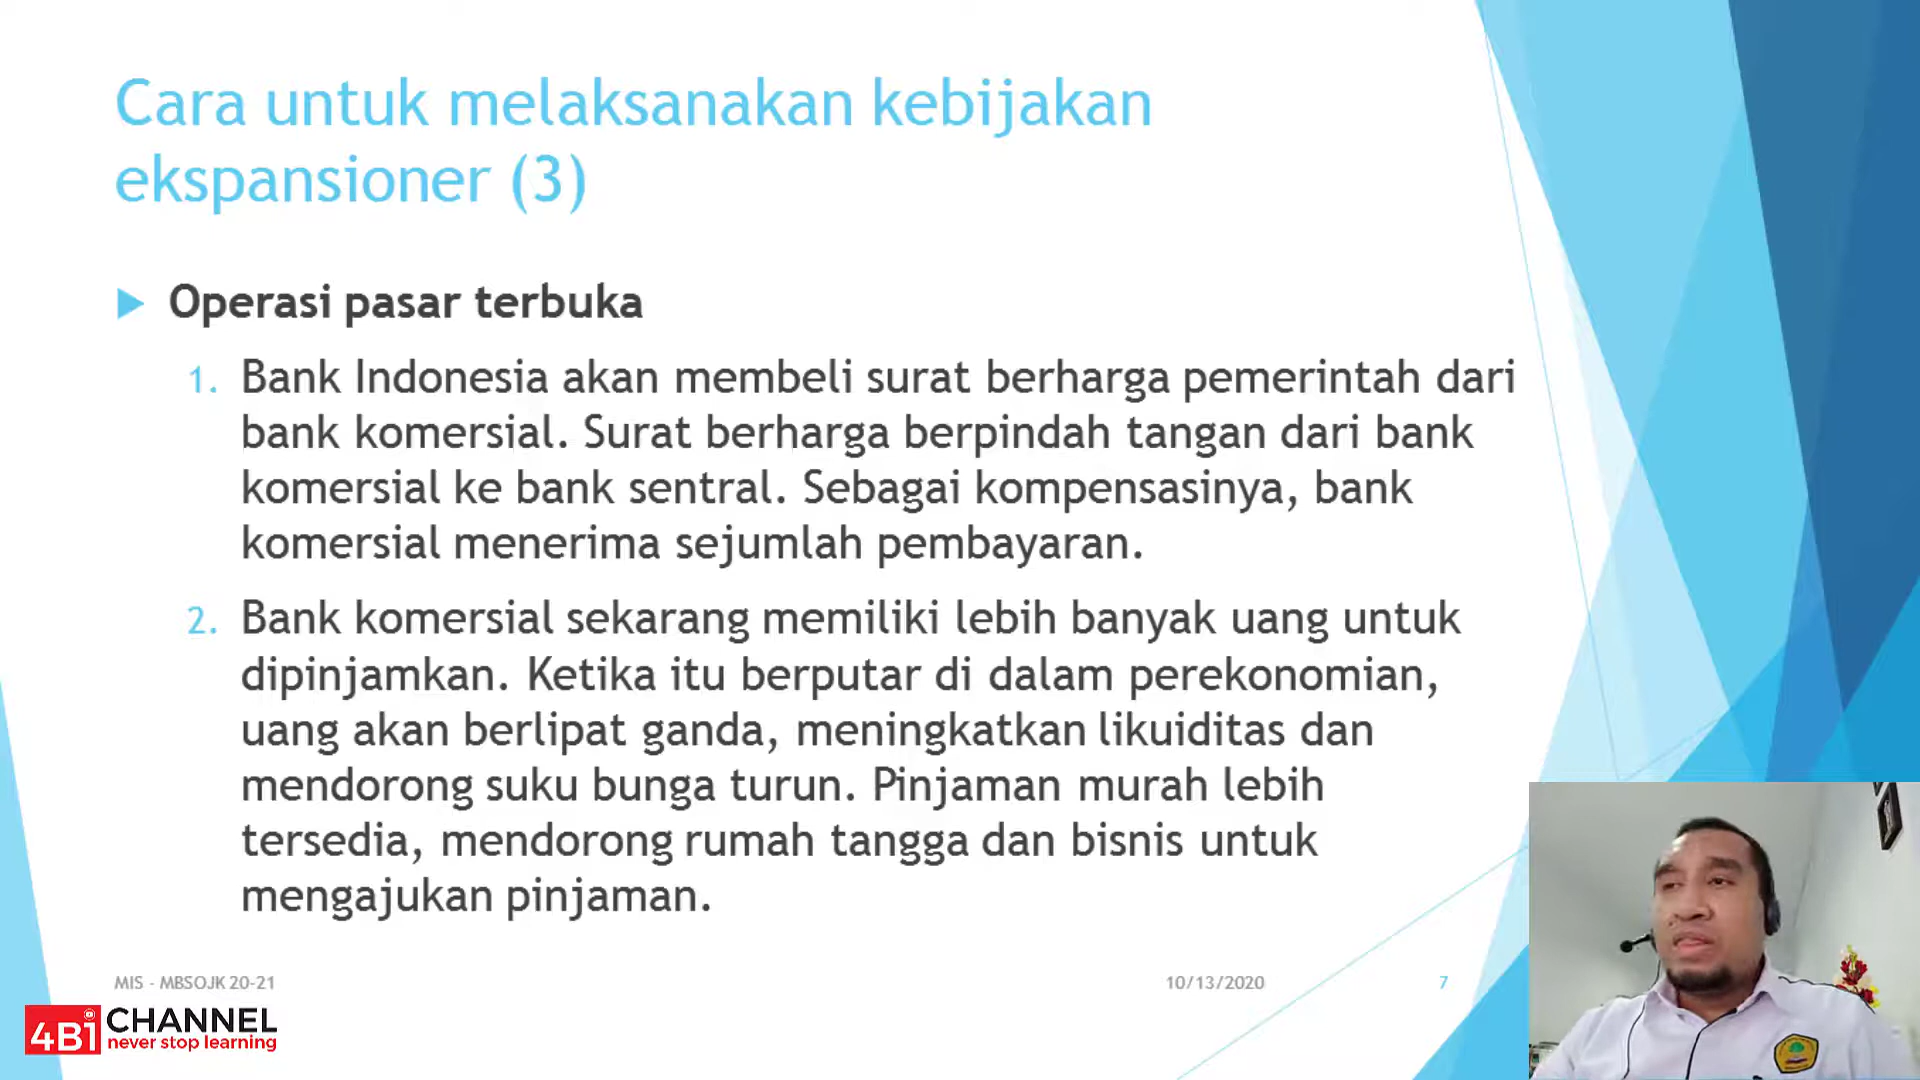 Cara untuk melaksanakan kebijakan
ekspansioner (3)
Operasi pasar terbuka
1. Bank Indonesia akan membeli surat berharga pemerintah dari
bank komersial. Surat berharga berpindah tangan dari bank
komersial ke bank sentral. Sebagai kompensasinya, bank
komersial menerima sejumlah pembayaran.
2. Bank komersial sekarang memiliki lebih banyak uang untuk
dipinjamkan. Ketika itu berputar di dalam perekonomian,
uang akan berlipat ganda, meningkatkan likuiditas dan
mendorong suku bunga turun. Pinjaman murah lebih
tersedia, mendorong rumah tangga dan bisnis untuk
mengajukan pinjaman.
MIS - MBSOJK 20-21
10/13/2020
7
4Bi CHANNEL
never stop learning